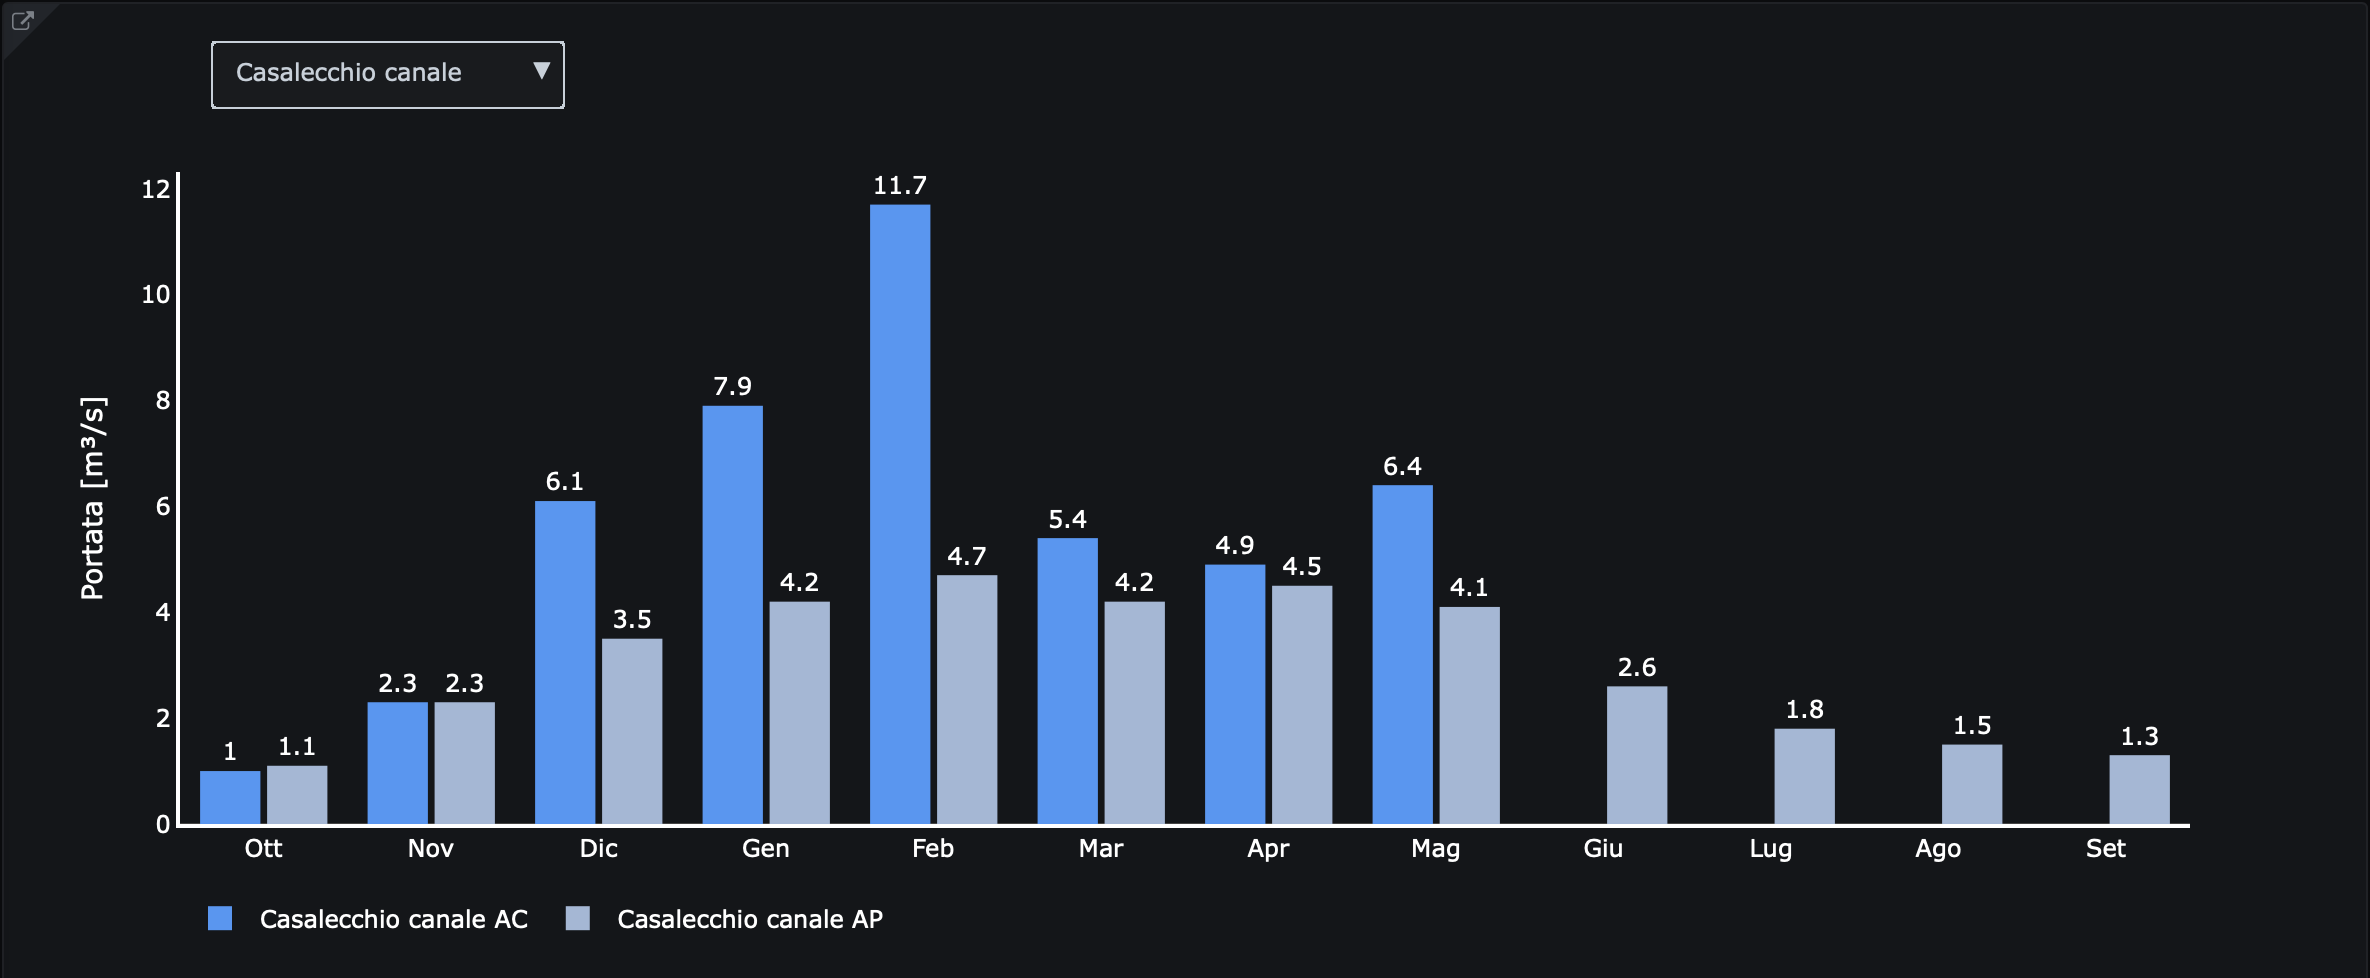 Casalecchio canale ▼
Portata [m³/s]
12
10
8
6
4
2
0
1 1.1 2.3 2.3 6.1 3.5 7.9 4.2 11.7 4.7 5.4 4.2 4.9 4.5 6.4 4.1 2.6 1.8 1.5 1.3
Ott Nov Dic Gen Feb Mar Apr Mag Giu Lug Ago Set
Casalecchio canale AC Casalecchio canale AP